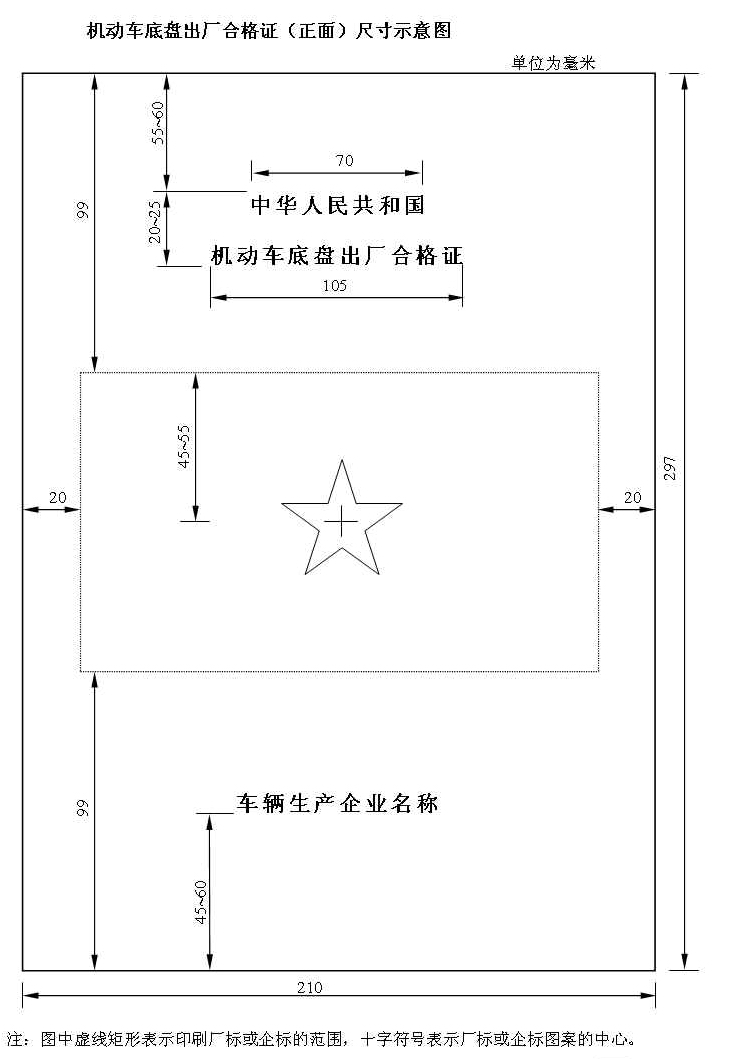 机动车底盘出厂合格证（正面）尺寸示意图
单位为毫米
55~60
70
99
中华人民共和国
20~25
机动车底盘出厂合格证
105
45~55
297
20
20
99
车辆生产企业名称
45~60
210
注：图中虚线矩形表示印刷厂标或企标的范围，十字符号表示厂标或企标图案的中心。